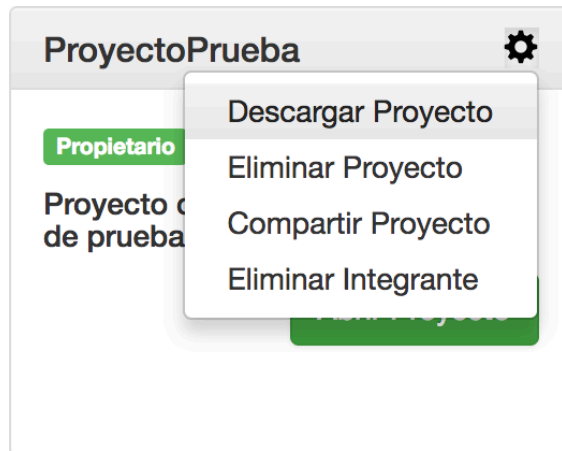 ProyectoPrueba
Descargar Proyecto
Propietario
Eliminar Proyecto
Proyecto
de prueba
Compartir Proyecto
Eliminar Integrante